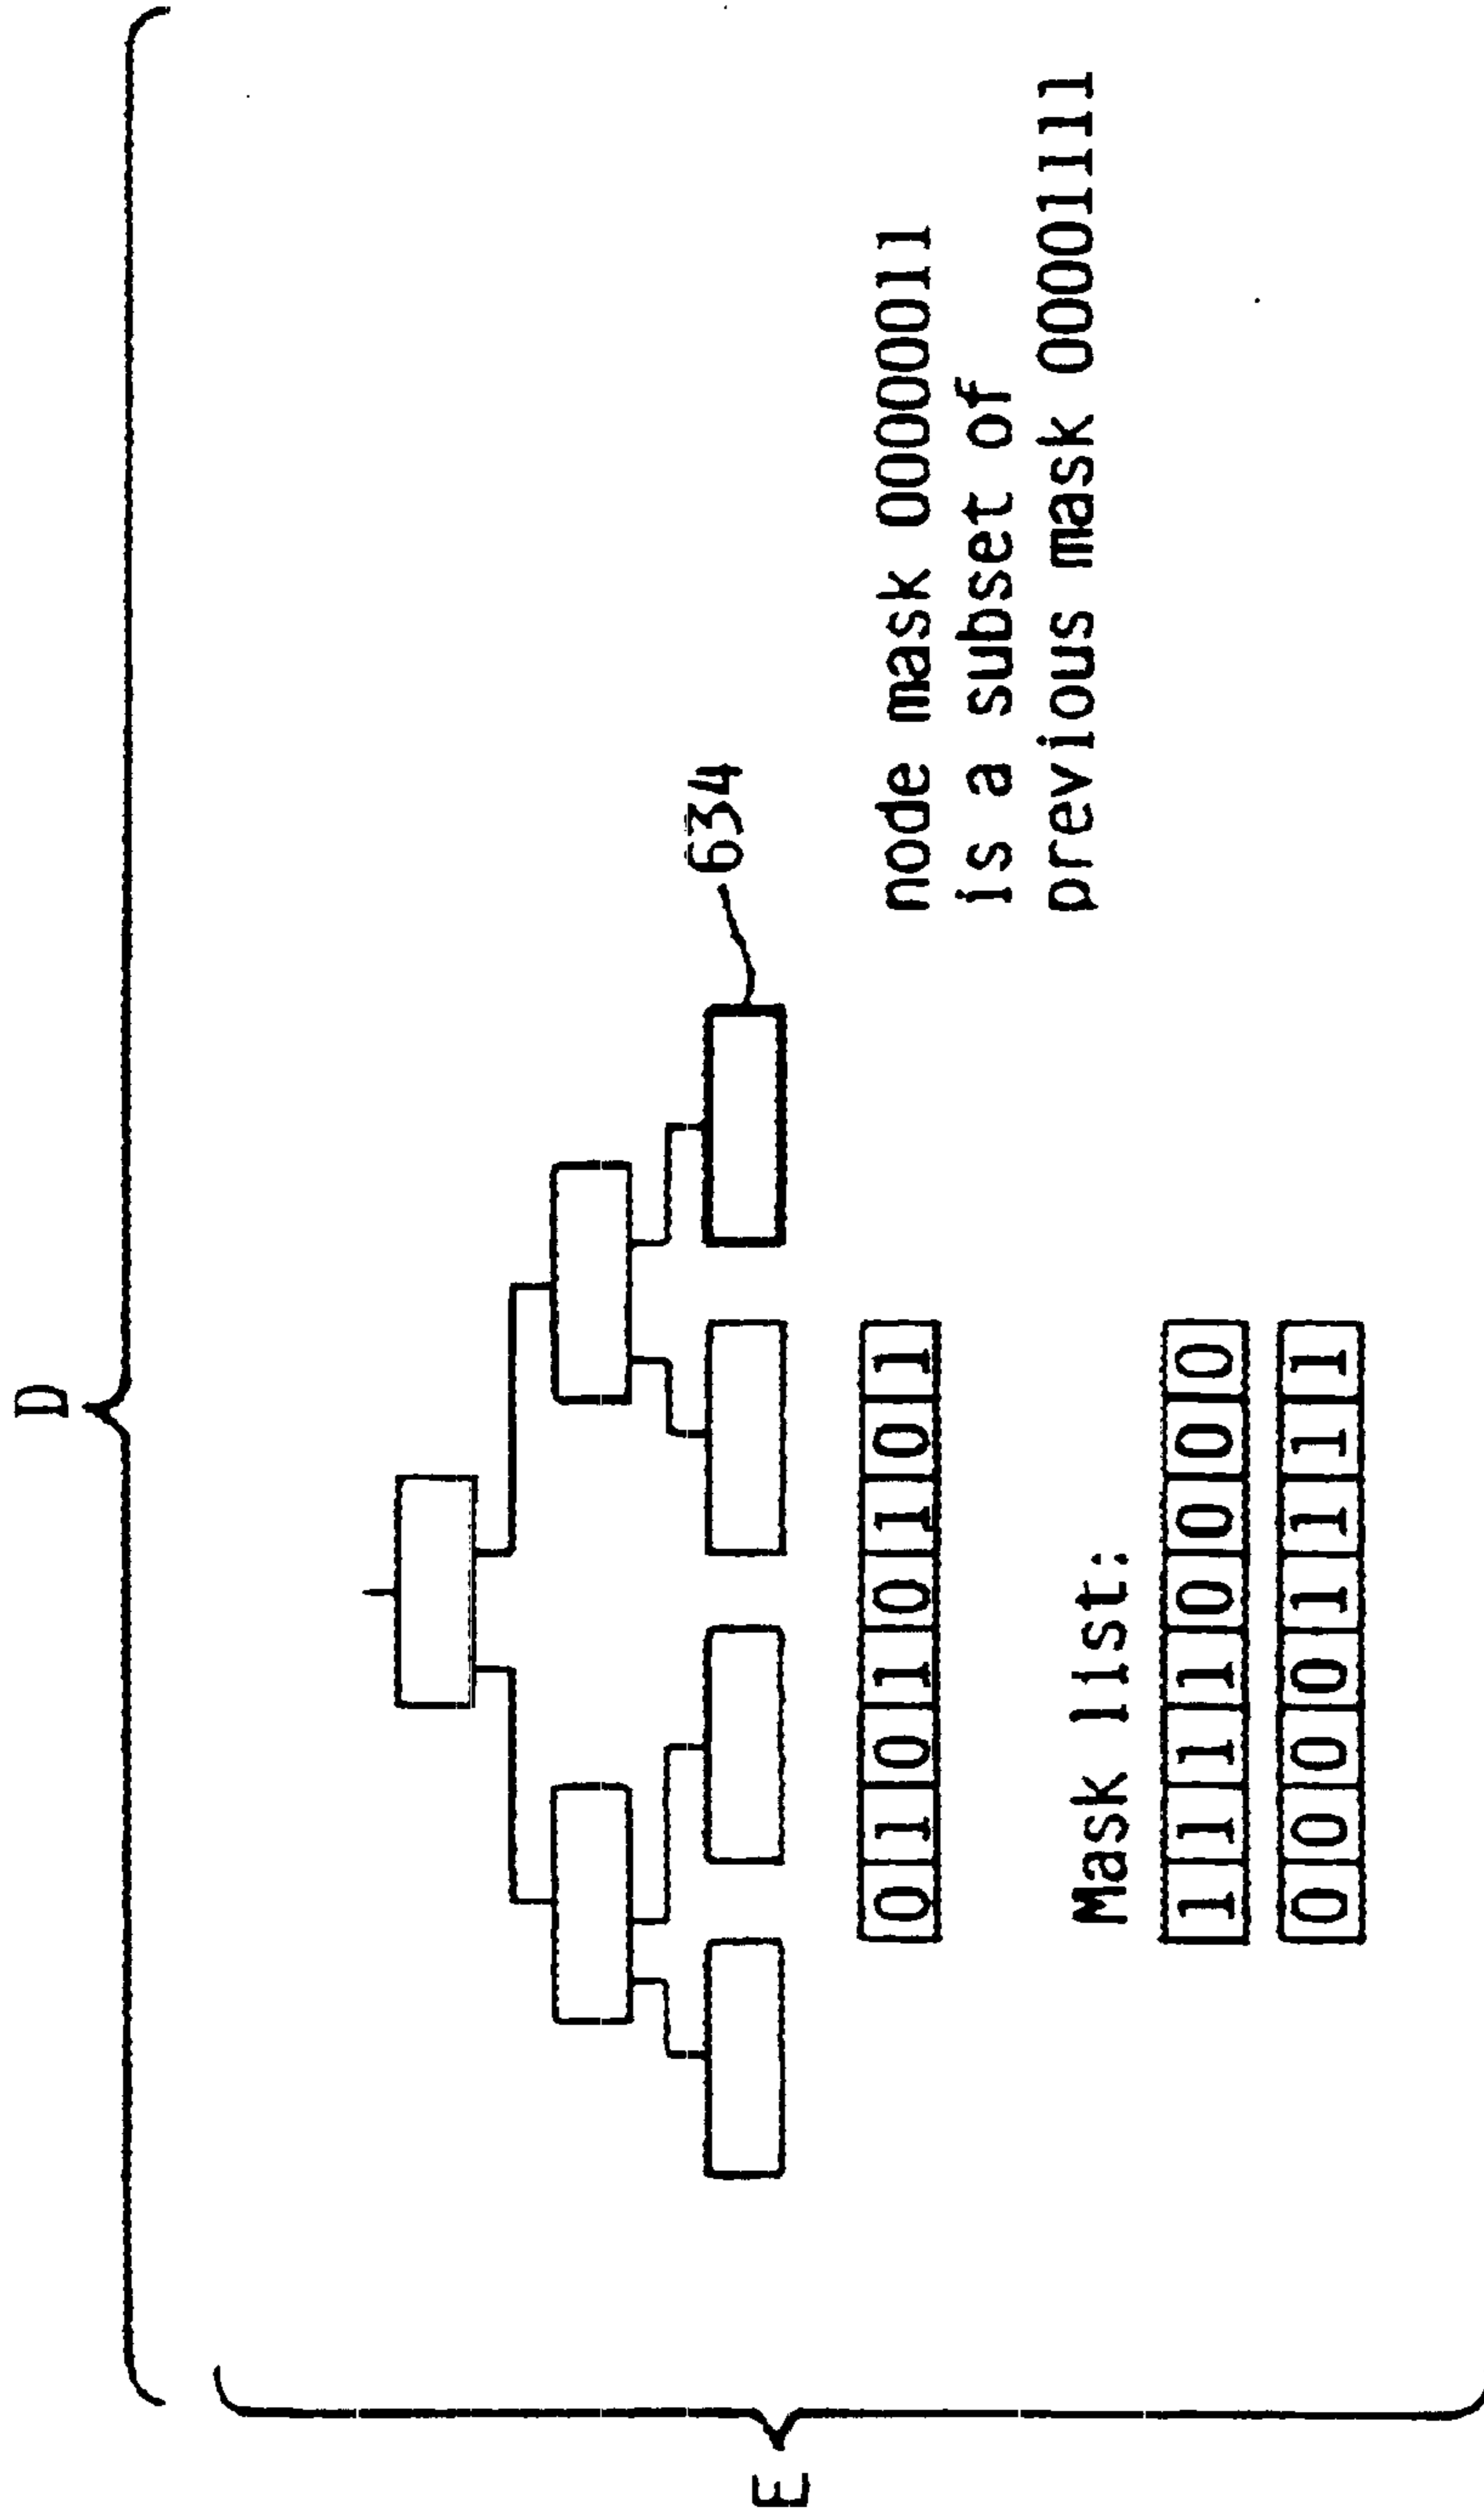 D
E
634
0 1 0 1 0 1 0 1
node mask 00000011
is a subset of
previous mask 00001111
Mask list:
1 1 1 1 0 0 0 0
0 0 0 0 1 1 1 1